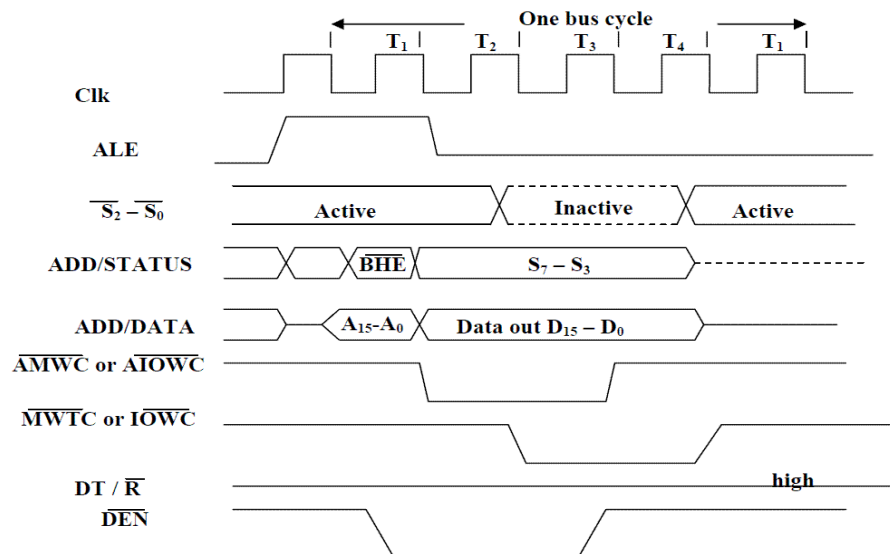 One bus cycle
T₁ T₂ T₃ T₄ T₁
Clk
ALE
S₂ – S₀ Active Inactive Active
ADD/STATUS BHE S₇ – S₃
ADD/DATA A₁₅-A₀ Data out D₁₅ – D₀
AMWC or AIOWC
MWTC or IOWC
DT / R high
DEN